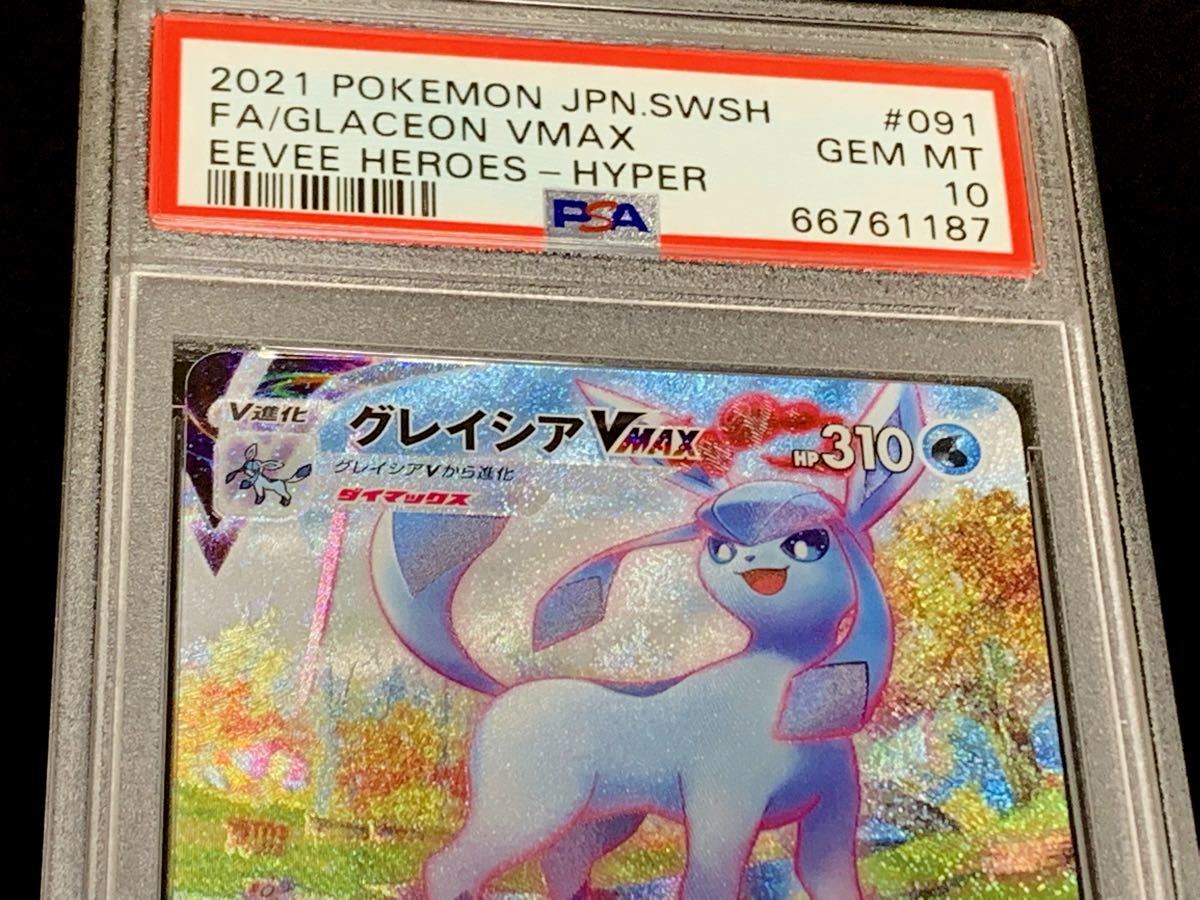 2021 POKEMON JPN.SWSH #091
FA/GLACEON VMAX GEM MT
EEVEE HEROES – HYPER 10
PSA 66761187
V進化 グレイシアVMAX HP310
グレイシアVから進化
ダイマックス